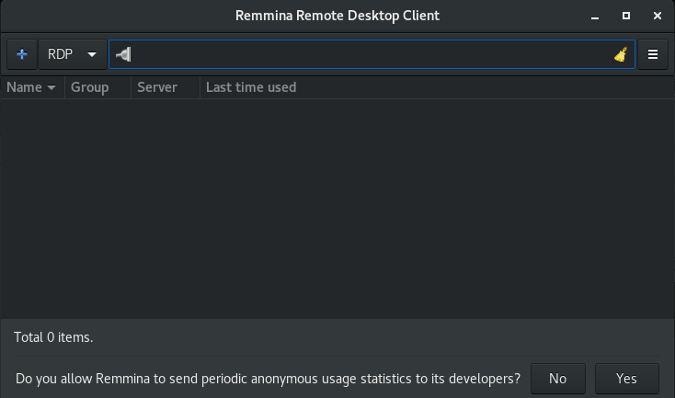 Remmina Remote Desktop Client
RDP
Name Group Server Last time used
Total 0 items.
Do you allow Remmina to send periodic anonymous usage statistics to its developers? No Yes